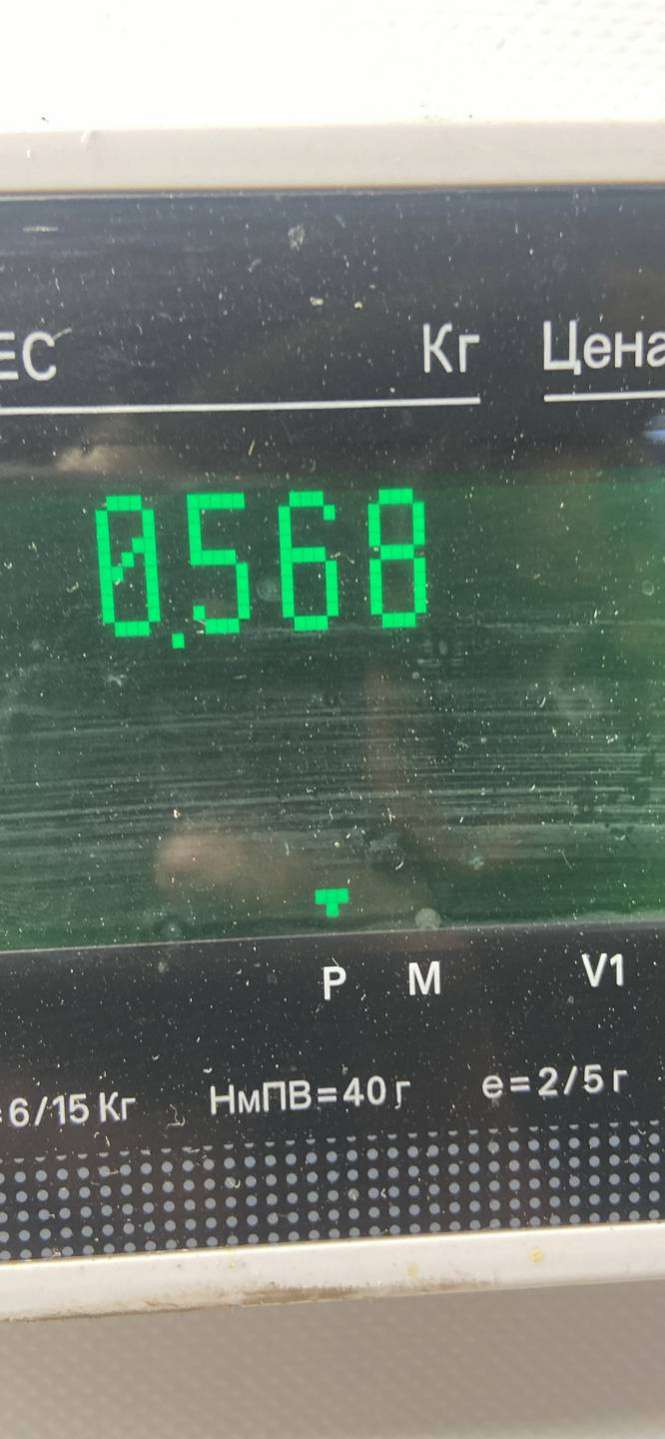 ЕС Кг Цена
0.568
Р М V1
=6/15 Кг НмПВ=40 г e=2/5 г